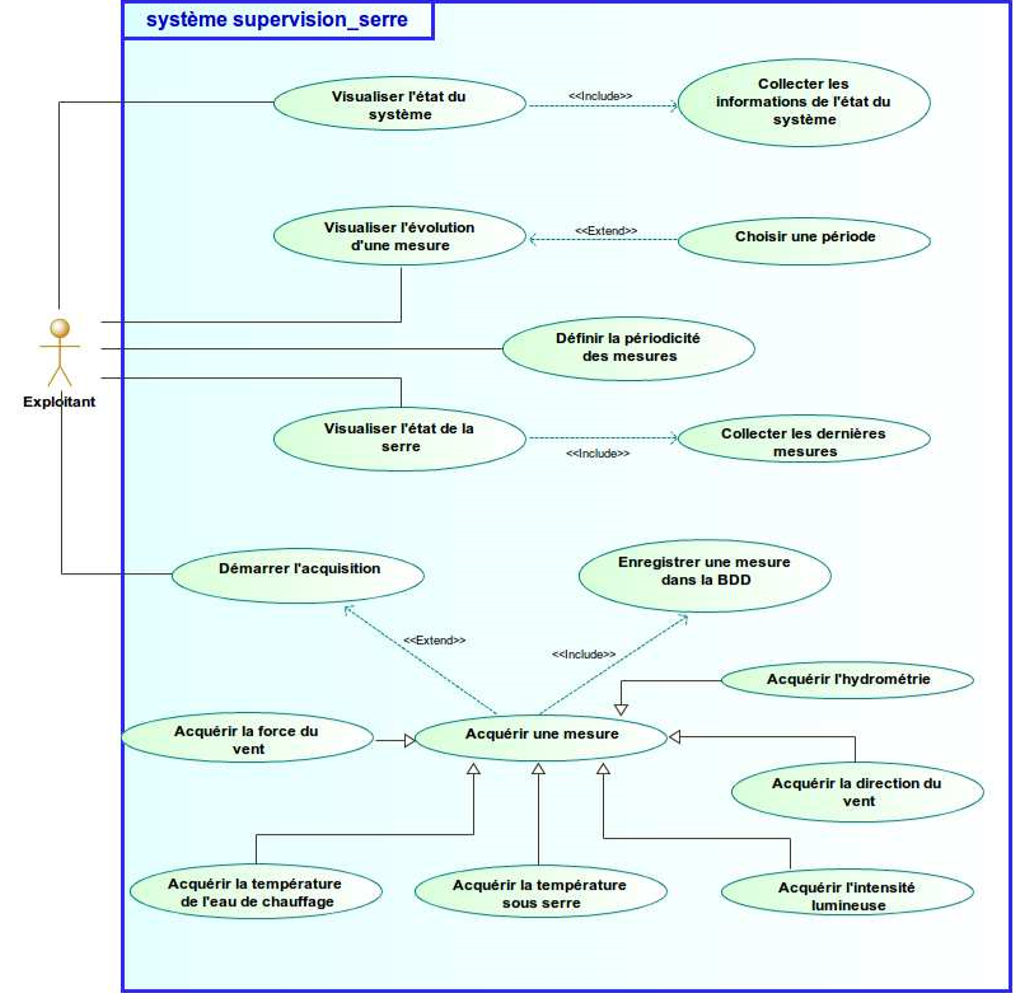 système supervision_serre
Visualiser l'état du
système
<<Include>>
Collecter les
informations de l'état du
système
Visualiser l'évolution
d'une mesure
<<Extend>>
Choisir une période
Définir la périodicité
des mesures
Exploitant
Visualiser l'état de la
serre
<<Include>>
Collecter les dernières
mesures
Démarrer l'acquisition
Enregistrer une mesure
dans la BDD
<<Extend>>
<<Include>>
Acquérir l'hydrométrie
Acquérir la force du
vent
Acquérir une mesure
Acquérir la direction du
vent
Acquérir la température
de l'eau de chauffage
Acquérir la température
sous serre
Acquérir l'intensité
lumineuse